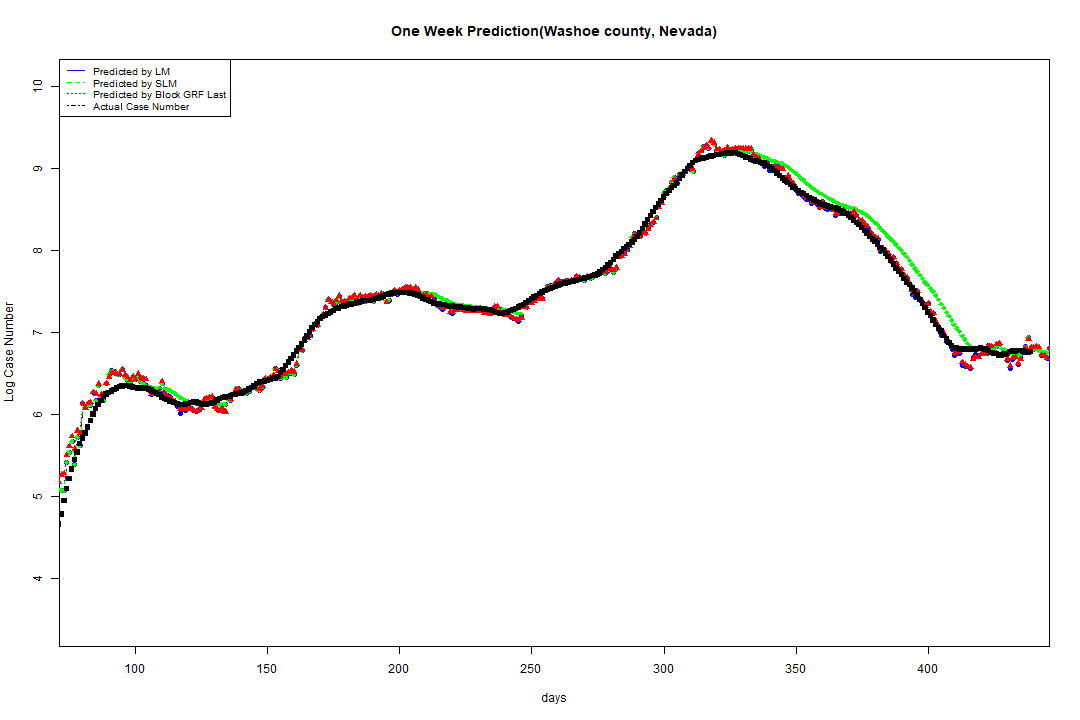 One Week Prediction(Washoe county, Nevada)
Predicted by LM
Predicted by SLM
Predicted by Block GRF Last
Actual Case Number
10
9
8
7
6
5
4
Log Case Number
100 150 200 250 300 350 400
days